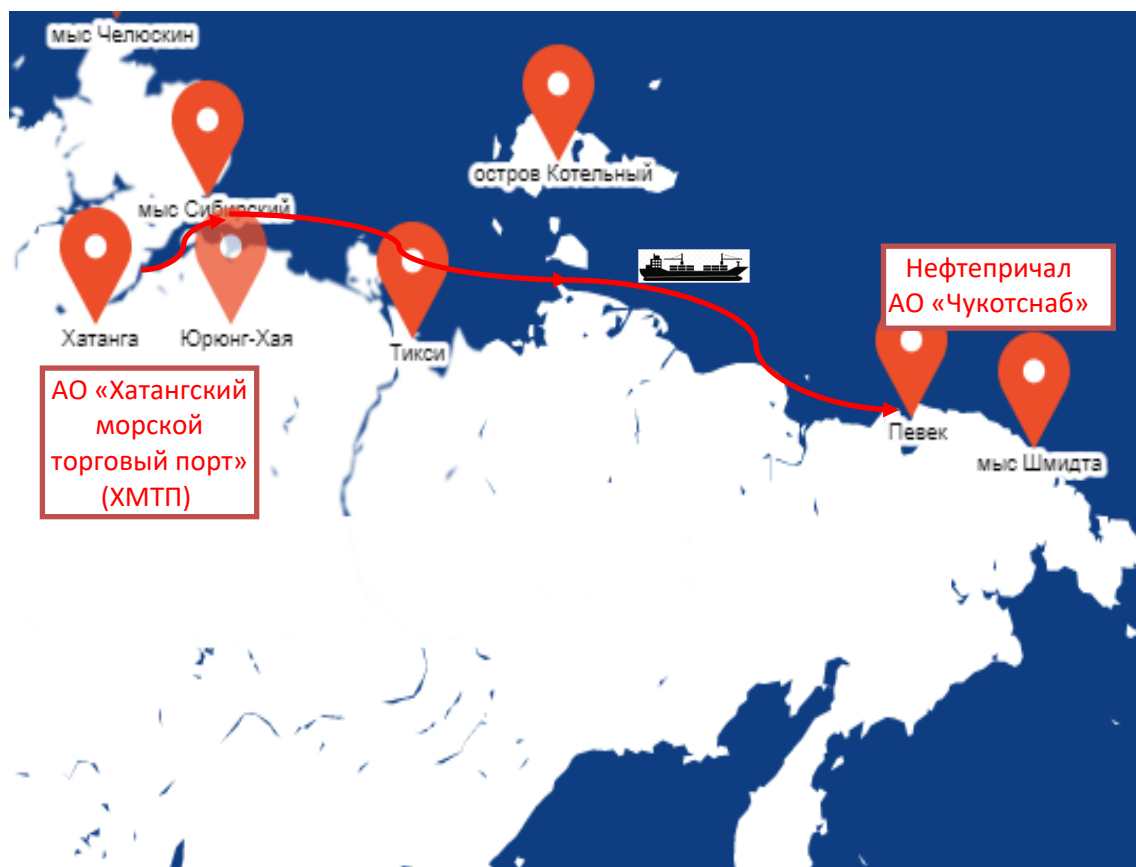 мыс Челюскин
остров Котельный
мыс Сибирский
Хатанга
Юрюнг-Хая
Тикси
Нефтепричал
АО «Чукотснаб»
Певек
мыс Шмидта
АО «Хатангский
морской
торговый порт»
(ХМТП)